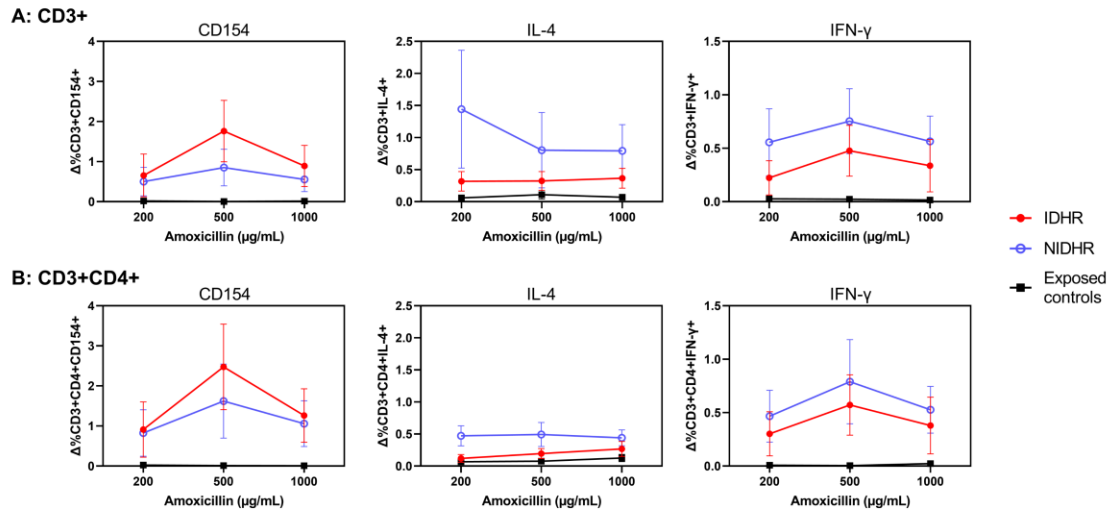 A: CD3+
CD154
IL-4
IFN-γ
Δ%CD3+CD154+
4
3
2
1
0
200 500 1000
Amoxicillin (µg/mL)
Δ%CD3+IL-4+
2.5
2.0
1.5
1.0
0.5
0.0
200 500 1000
Amoxicillin (µg/mL)
Δ%CD3+IFN-γ+
1.5
1.0
0.5
0.0
200 500 1000
Amoxicillin (µg/mL)
IDHR
NIDHR
Exposed
controls
B: CD3+CD4+
CD154
IL-4
IFN-γ
Δ%CD3+CD4+CD154+
4
3
2
1
0
200 500 1000
Amoxicillin (µg/mL)
Δ%CD3+CD4+IL-4+
2.5
2.0
1.5
1.0
0.5
0.0
200 500 1000
Amoxicillin (µg/mL)
Δ%CD3+CD4+IFN-γ+
1.5
1.0
0.5
0.0
200 500 1000
Amoxicillin (µg/mL)